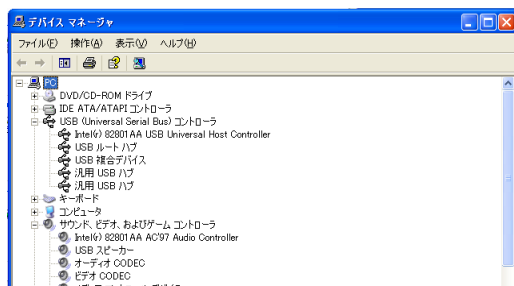 デバイス マネージャ
ファイル(F) 操作(A) 表示(V) ヘルプ(H)
PC
DVD/CD-ROM ドライブ
IDE ATA/ATAPI コントローラ
USB (Universal Serial Bus) コントローラ
Intel(r) 82801AA USB Universal Host Controller
USB ルート ハブ
USB 複合デバイス
汎用 USB ハブ
汎用 USB ハブ
キーボード
コンピュータ
サウンド、ビデオ、およびゲーム コントローラ
Intel(r) 82801AA AC'97 Audio Controller
USB スピーカー
オーディオ CODEC
ビデオ CODEC